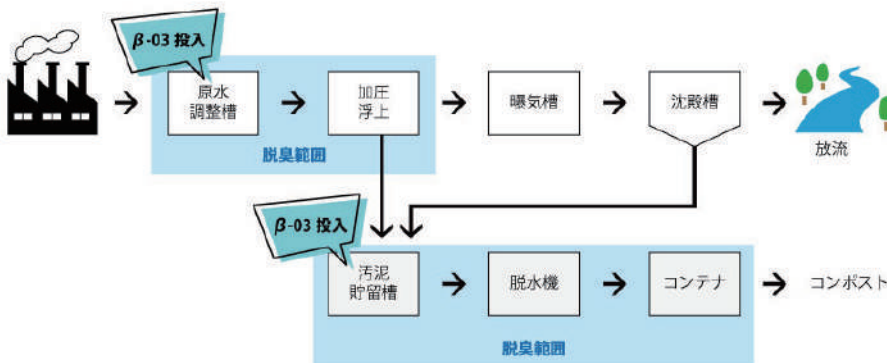 β-03 投入
原水
調整槽
加圧
浮上
曝気槽
沈殿槽
放流
脱臭範囲
β-03 投入
汚泥
貯留槽
脱水機
コンテナ
コンポスト
脱臭範囲